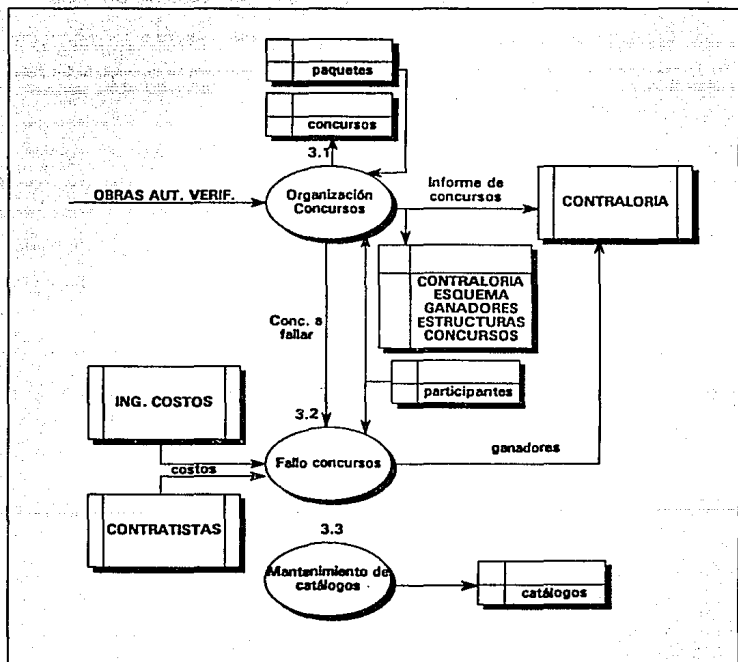 paquetes
concursos
3.1
OBRAS AUT. VERIF.
Organización
Concursos
Informe de
concursos
CONTRALORIA
CONTRALORIA
ESQUEMA
GANADORES
ESTRUCTURAS
CONCURSOS
Conc. a
fallar
participantes
ING. COSTOS
3.2
Fallo concursos
ganadores
costos
CONTRATISTAS
3.3
Mantenimiento de
catálogos
catálogos